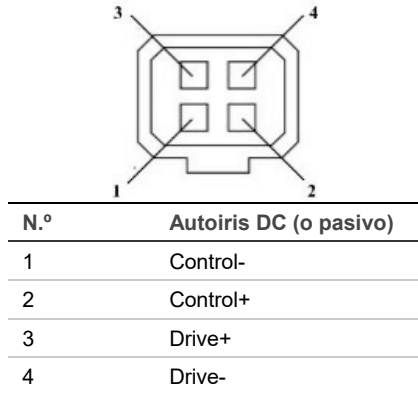 3 4
1 2
N.º Autoiris DC (o pasivo)
1 Control-
2 Control+
3 Drive+
4 Drive-